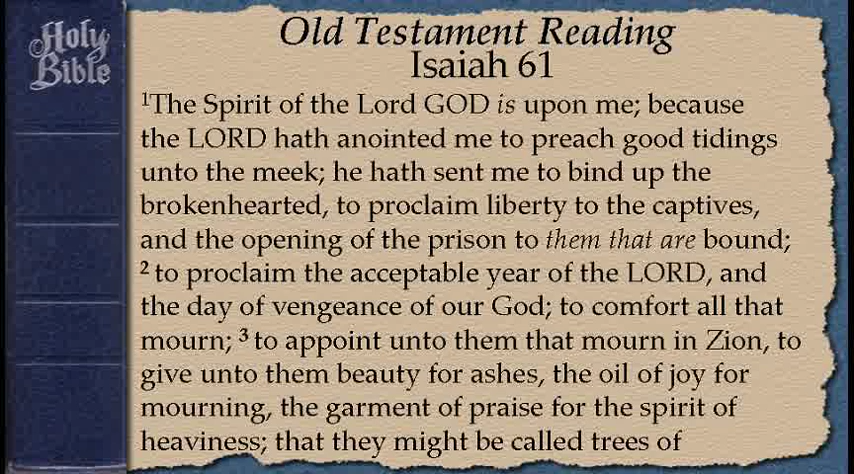 Holy
Bible
Old Testament Reading
Isaiah 61
¹The Spirit of the Lord GOD is upon me; because
the LORD hath anointed me to preach good tidings
unto the meek; he hath sent me to bind up the
brokenhearted, to proclaim liberty to the captives,
and the opening of the prison to them that are bound;
² to proclaim the acceptable year of the LORD, and
the day of vengeance of our God; to comfort all that
mourn; ³ to appoint unto them that mourn in Zion, to
give unto them beauty for ashes, the oil of joy for
mourning, the garment of praise for the spirit of
heaviness; that they might be called trees of